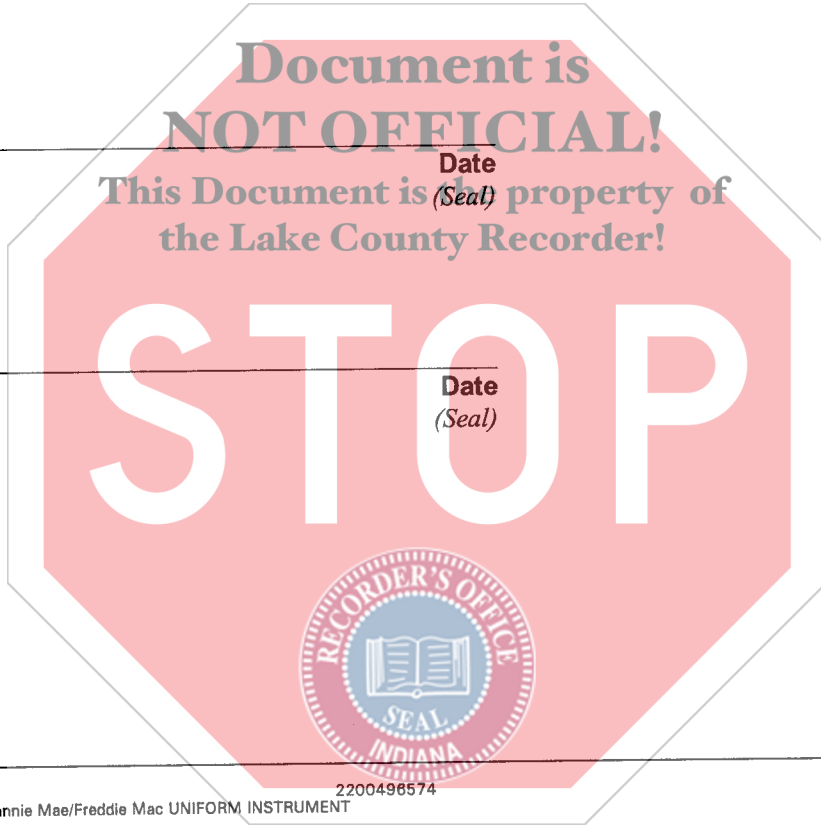 Document is
NOT OFFICIAL!
Date
This Document is the property of
(Seal)
the Lake County Recorder!
STOP
Date
(Seal)
RECORDER'S OFFICE
SEAL
INDIANA
2200496574
nnie Mae/Freddie Mac UNIFORM INSTRUMENT